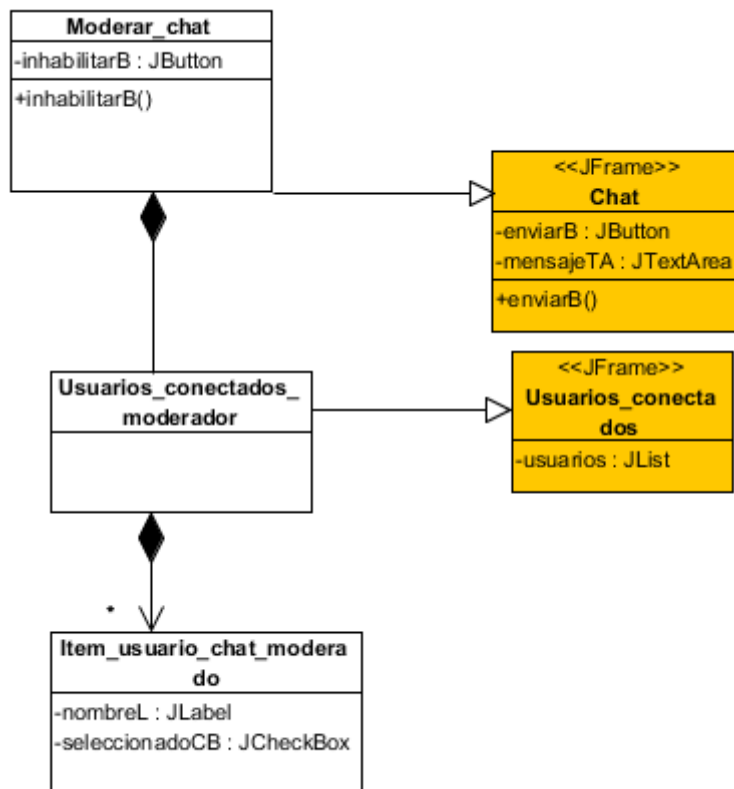 Moderar_chat
-inhabilitarB : JButton
+inhabilitarB()
<<JFrame>>
Chat
-enviarB : JButton
-mensajeTA : JTextArea
+enviarB()
Usuarios_conectados_
moderador
<<JFrame>>
Usuarios_conecta
dos
-usuarios : JList
*
Item_usuario_chat_modera
do
-nombreL : JLabel
-seleccionadoCB : JCheckBox